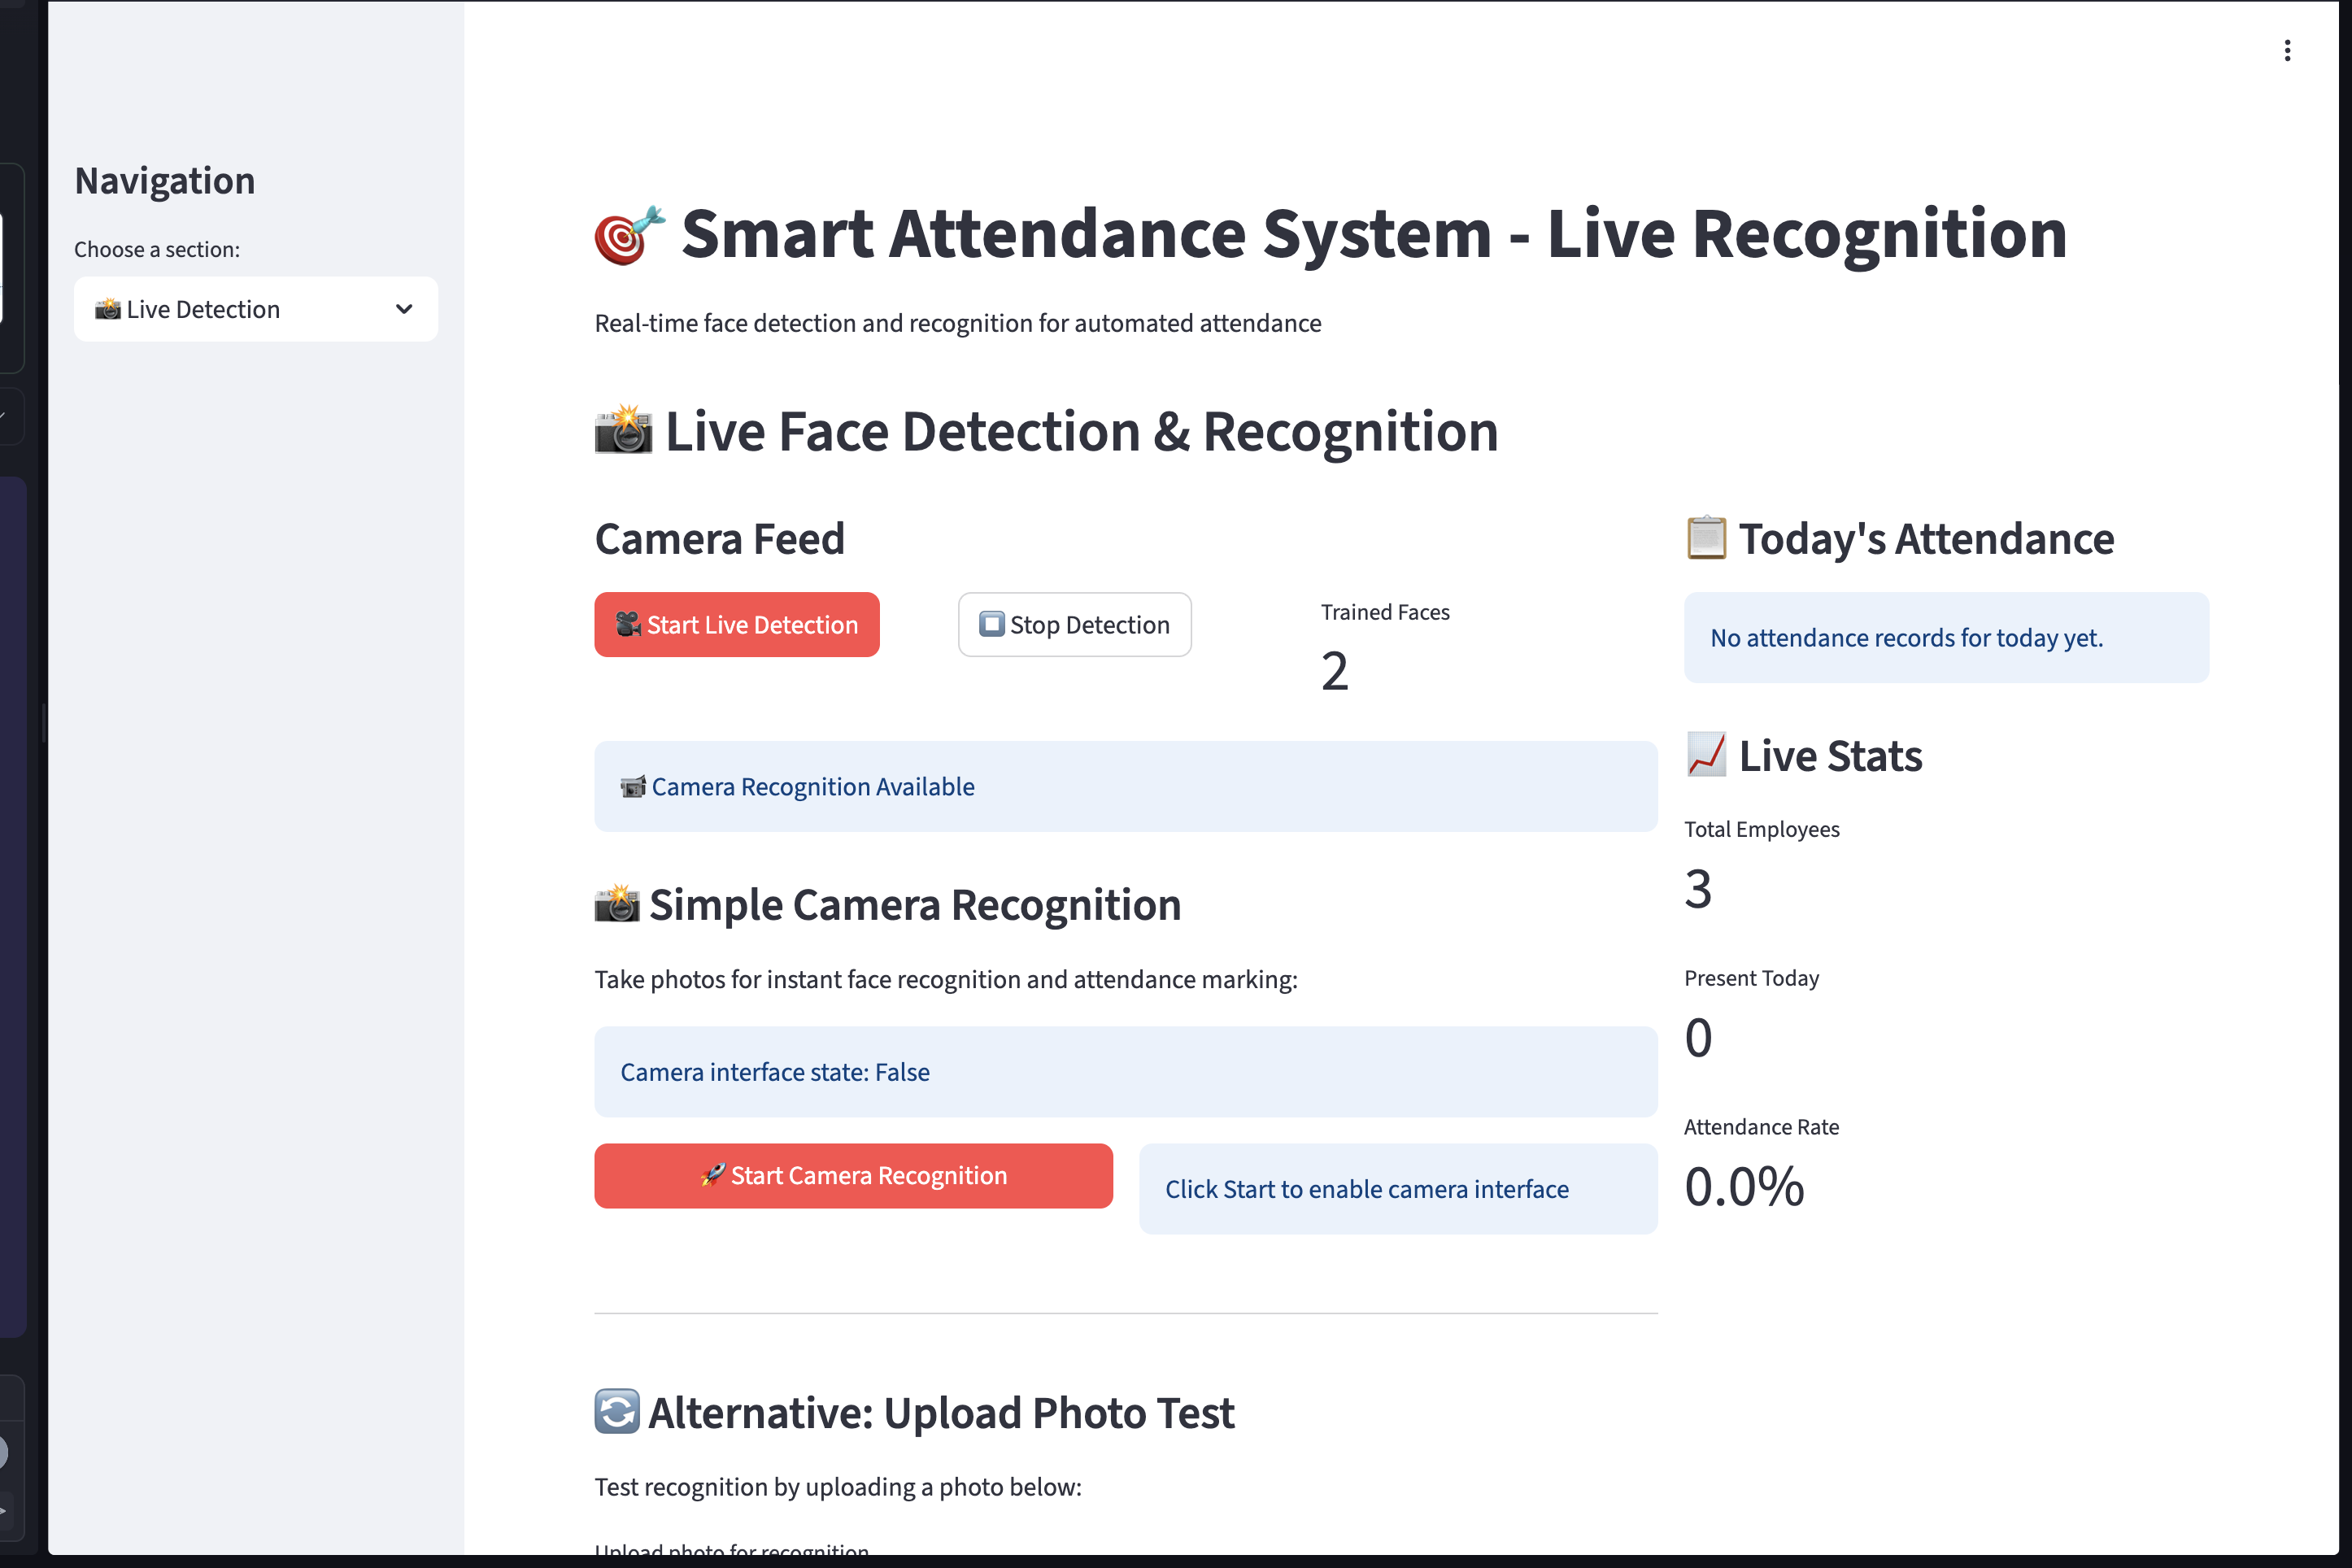 Navigation
Choose a section:
📸 Live Detection
🎯 Smart Attendance System - Live Recognition
Real-time face detection and recognition for automated attendance
📸 Live Face Detection & Recognition
Camera Feed
🎥 Start Live Detection
⏹️ Stop Detection
Trained Faces
2
📹 Camera Recognition Available
📸 Simple Camera Recognition
Take photos for instant face recognition and attendance marking:
Camera interface state: False
🚀 Start Camera Recognition
Click Start to enable camera interface
🔄 Alternative: Upload Photo Test
Test recognition by uploading a photo below:
Upload photo for recognition
📋 Today's Attendance
No attendance records for today yet.
📈 Live Stats
Total Employees
3
Present Today
0
Attendance Rate
0.0%